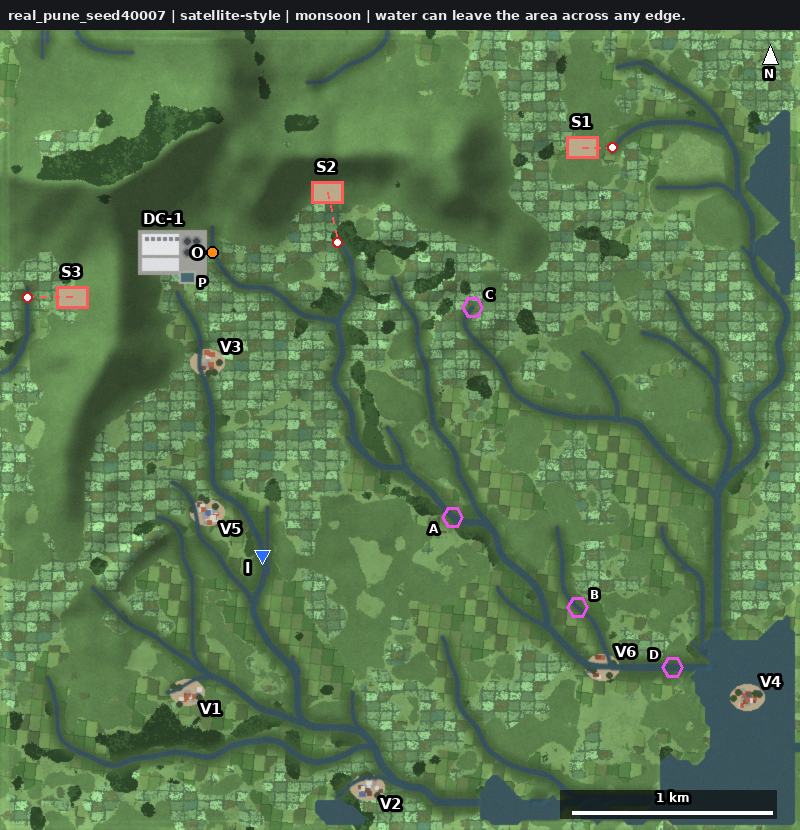 real_pune_seed40007 | satellite-style | monsoon | water can leave the area across any edge.
N
S1
S2
DC-1
O
S3
P
C
V3
A
V5
I
B
V6
D
V4
V1
V2
1 km